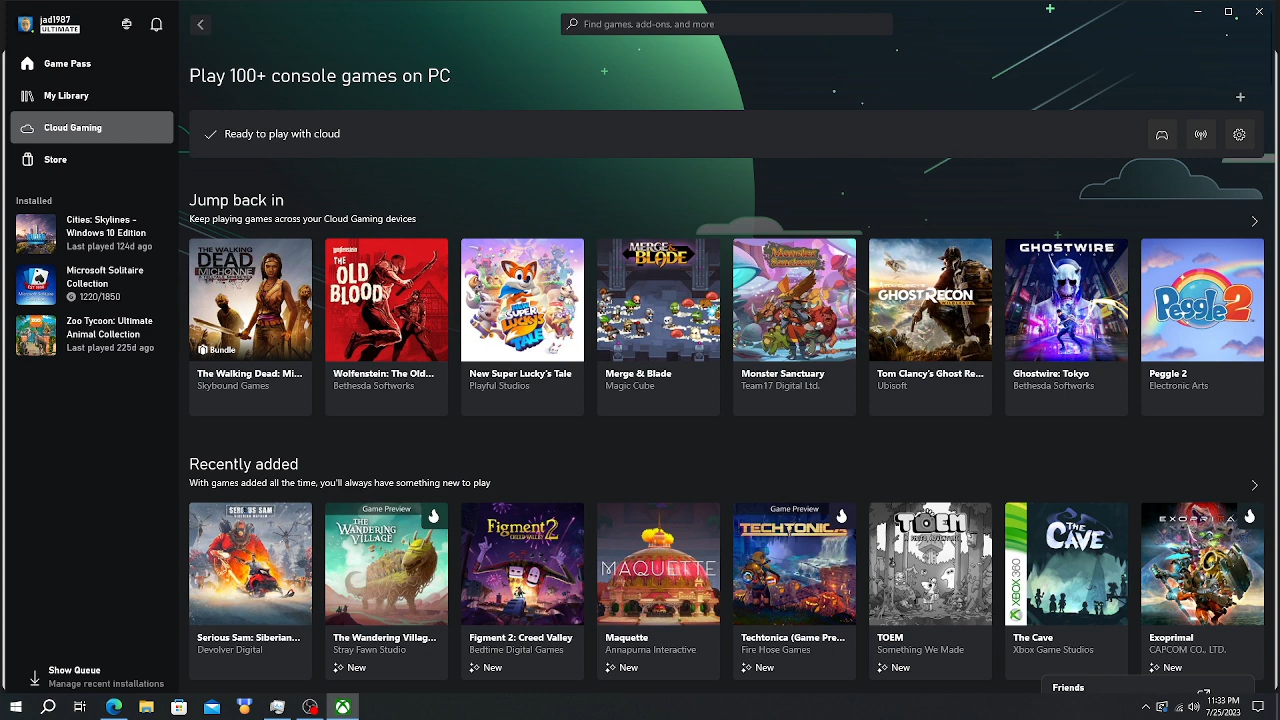 jad1987
ULTIMATE
Find games, add-ons, and more
Game Pass
My Library
Cloud Gaming
Store
Installed
Cities: Skylines -
Windows 10 Edition
Last played 124d ago
Microsoft Solitaire
Collection
1220/1850
Zoo Tycoon: Ultimate
Animal Collection
Last played 225d ago
Show Queue
Manage recent installations
Play 100+ console games on PC
Ready to play with cloud
Jump back in
Keep playing games across your Cloud Gaming devices
THE WALKING
DEAD
MICHONNE
Bundle
The Walking Dead: Mi...
Skybound Games
Wolfenstein
THE
OLD
BLOOD
Wolfenstein: The Old...
Bethesda Softworks
NEW
SUPER
LUCKY'S
TALE
New Super Lucky's Tale
Playful Studios
MERGE
&
BLADE
Merge & Blade
Magic Cube
Monster
Sanctuary
Monster Sanctuary
Team17 Digital Ltd.
GHOST RECON
WILDLANDS
Tom Clancy's Ghost Re...
Ubisoft
GHOSTWIRE
Ghostwire: Tokyo
Bethesda Softworks
Peggle 2
Peggle 2
Electronic Arts
Recently added
With games added all the time, you'll always have something new to play
SERIOUS SAM
SIBERIAN MAYHEM
Serious Sam: Siberian...
Devolver Digital
Game Preview
THE
WANDERING
VILLAGE
The Wandering Villag...
Stray Fawn Studio
New
Figment 2
CREED VALLEY
Figment 2: Creed Valley
Bedtime Digital Games
New
MAQUETTE
Maquette
Annapurna Interactive
New
Game Preview
TECHTONICA
Techtonica (Game Pre...
Fire Hose Games
New
TOEM
A PHOTO ADVENTURE
TOEM
Something We Made
New
XBOX 360
THE
CAVE
The Cave
Xbox Game Studios
EXOPRIMAL
Exoprimal
CAPCOM CO., LTD.
New
Friends
11:33 PM
7/25/2023